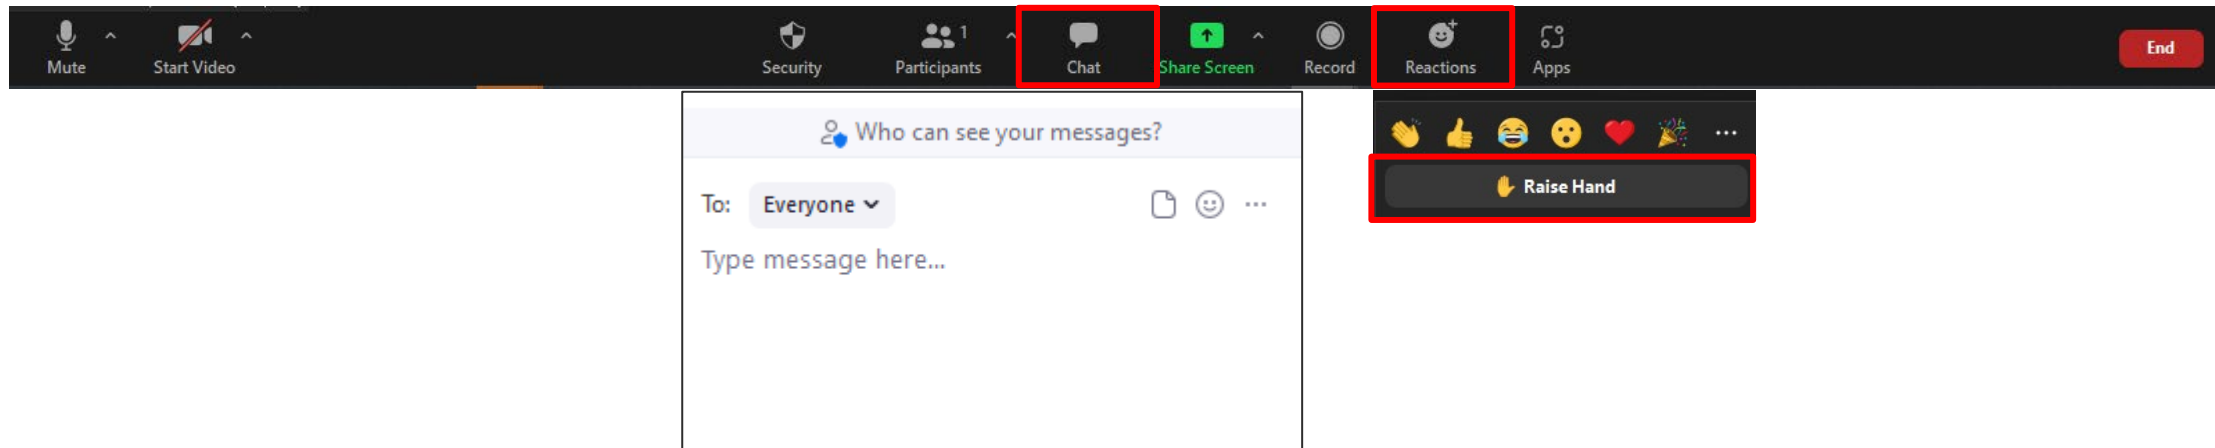 Mute
Start Video
Security
Participants
1
Chat
Share Screen
Record
Reactions
Apps
End
Who can see your messages?
To: Everyone
Type message here...
Raise Hand